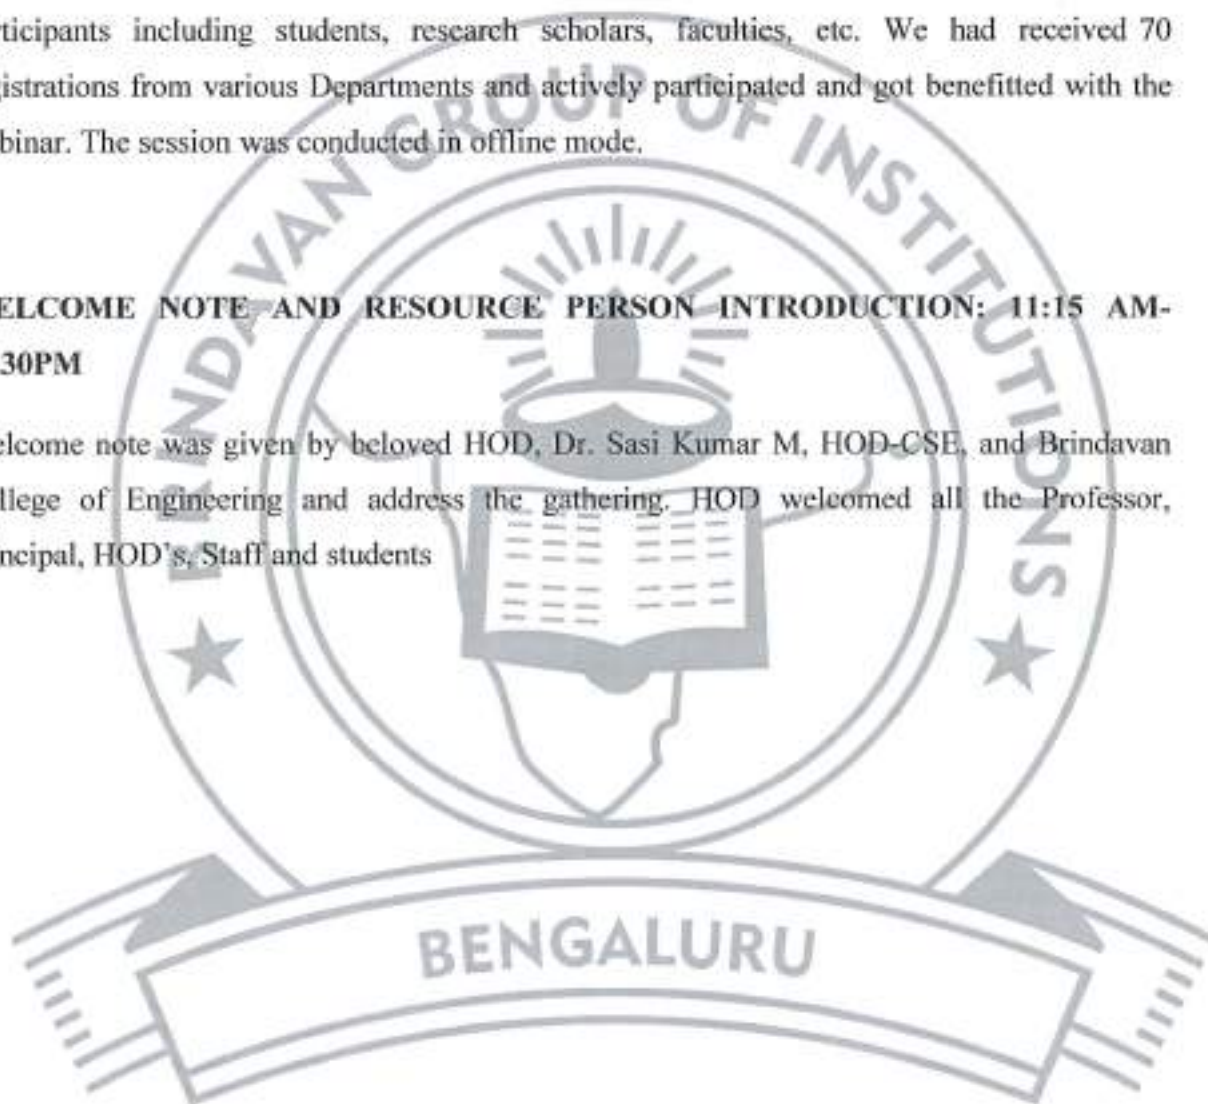 rticipants including students, research scholars, faculties, etc. We had received 70
gistrations from various Departments and actively participated and got benefitted with the
binar. The session was conducted in offline mode.
ELCOME NOTE AND RESOURCE PERSON INTRODUCTION: 11:15 AM-
30PM
elcome note was given by beloved HOD, Dr. Sasi Kumar M, HOD-CSE, and Brindavan
llege of Engineering and address the gathering. HOD welcomed all the Professor,
ncipal, HOD's, Staff and students
BRINDAVAN GROUP OF INSTITUTIONS
BENGALURU